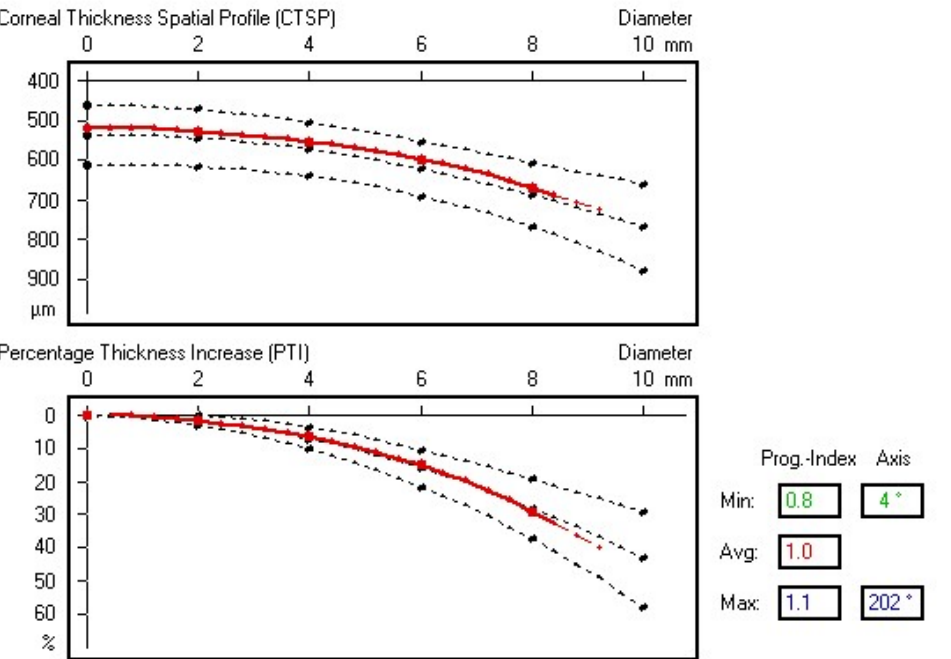 Corneal Thickness Spatial Profile (CTSP) Diameter
0 2 4 6 8 10 mm
400
500
600
700
800
900
µm
Percentage Thickness Increase (PTI) Diameter
0 2 4 6 8 10 mm
0
10
20
30
40
50
60
%
Prog.-Index Axis
Min: 0.8 4 °
Avg: 1.0
Max: 1.1 202 °